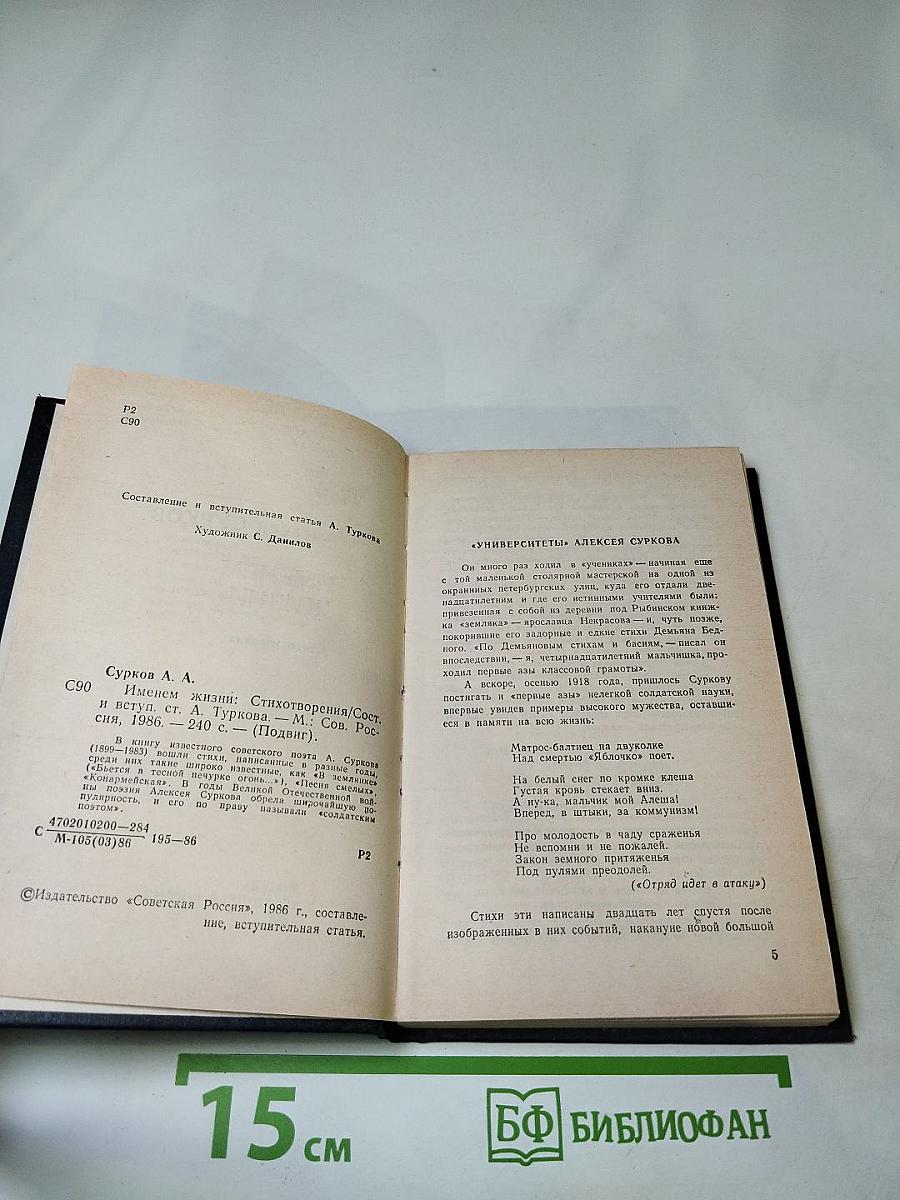 Р2
С90
Составление и вступительная статья А. Туркова
Художник С. Данилов
Сурков А. А.
С90 Именем жизни: Стихотворения/Сост.
и вступ. ст. А. Туркова. — М.: Сов. Рос-
сия, 1986. — 240 с. — (Подвиг).
В книгу известного советского поэта А. Суркова
(1899—1983) вошли стихи, написанные в разные годы,
среди них такие широко известные, как «В землянке»
(«Бьется в тесной печурке огонь...»), «Песня смелых»,
«Конармейская». В годы Великой Отечественной вой-
ны поэзия Алексея Суркова обрела широчайшую по-
пулярность, и его по праву называли «солдатским
поэтом».
С 4702010200—284
М-105(03)86 195—86
Р2
©Издательство «Советская Россия», 1986 г., составле-
ние, вступительная статья.
«УНИВЕРСИТЕТЫ» АЛЕКСЕЯ СУРКОВА
Он много раз ходил в «учениках» — начиная еще
с той маленькой столярной мастерской на одной из
окраинных петербургских улиц, куда его отдали две-
надцатилетним и где его истинными учителями были:
привезенная с собой из деревни под Рыбинском книж-
ка «земляка» — ярославца Некрасова — и, чуть позже,
покорившие его задорные и едкие стихи Демьяна Бед-
ного. «По Демьяновым стихам и басням, — писал он
впоследствии, — я, четырнадцатилетний мальчишка, про-
ходил первые азы классовой грамоты».
А вскоре, осенью 1918 года, пришлось Суркову
постигать и «первые азы» нелегкой солдатской науки,
впервые увидев примеры высокого мужества, оставши-
еся в памяти на всю жизнь:
Матрос-балтиец на двуколке
Над смертью «Яблочко» поет.
На белый снег по кромке клеша
Густая кровь стекает вниз.
А ну-ка, мальчик мой Алеша!
Вперед, в штыки, за коммунизм!
Про молодость в чаду сраженья
Не вспомни и не пожалей.
Закон земного притяженья
Под пулями преодолей.
(«Отряд идет в атаку»)
Стихи эти написаны двадцать лет спустя после
изображенных в них событий, накануне новой большой
5
15 см
БФ БИБЛИОФАН